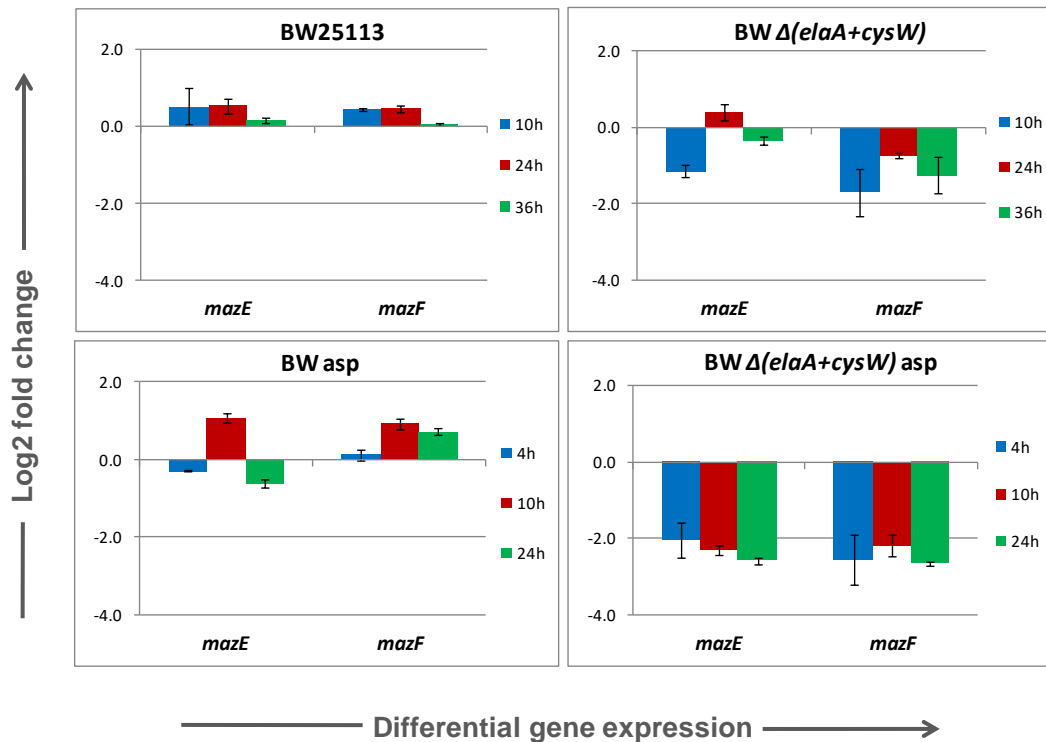 BW25113
2.0
0.0
-2.0
-4.0
mazE mazF
10h
24h
36h
BW Δ(elaA+cysW)
2.0
0.0
-2.0
-4.0
mazE mazF
10h
24h
36h
BW asp
2.0
0.0
-2.0
-4.0
mazE mazF
4h
10h
24h
BW Δ(elaA+cysW) asp
2.0
0.0
-2.0
-4.0
mazE mazF
4h
10h
24h
Log2 fold change
Differential gene expression